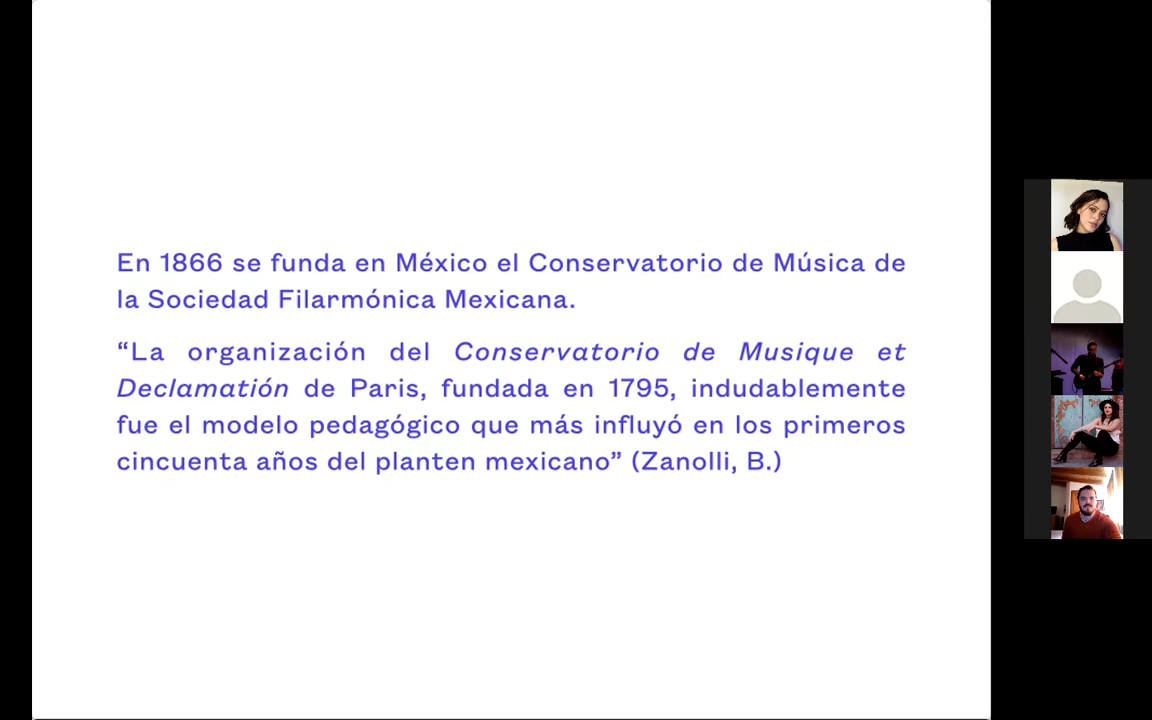 En 1866 se funda en México el Conservatorio de Música de
la Sociedad Filarmónica Mexicana.
“La organización del Conservatorio de Musique et
Declamatión de Paris, fundada en 1795, indudablemente
fue el modelo pedagógico que más influyó en los primeros
cincuenta años del planten mexicano” (Zanolli, B.)